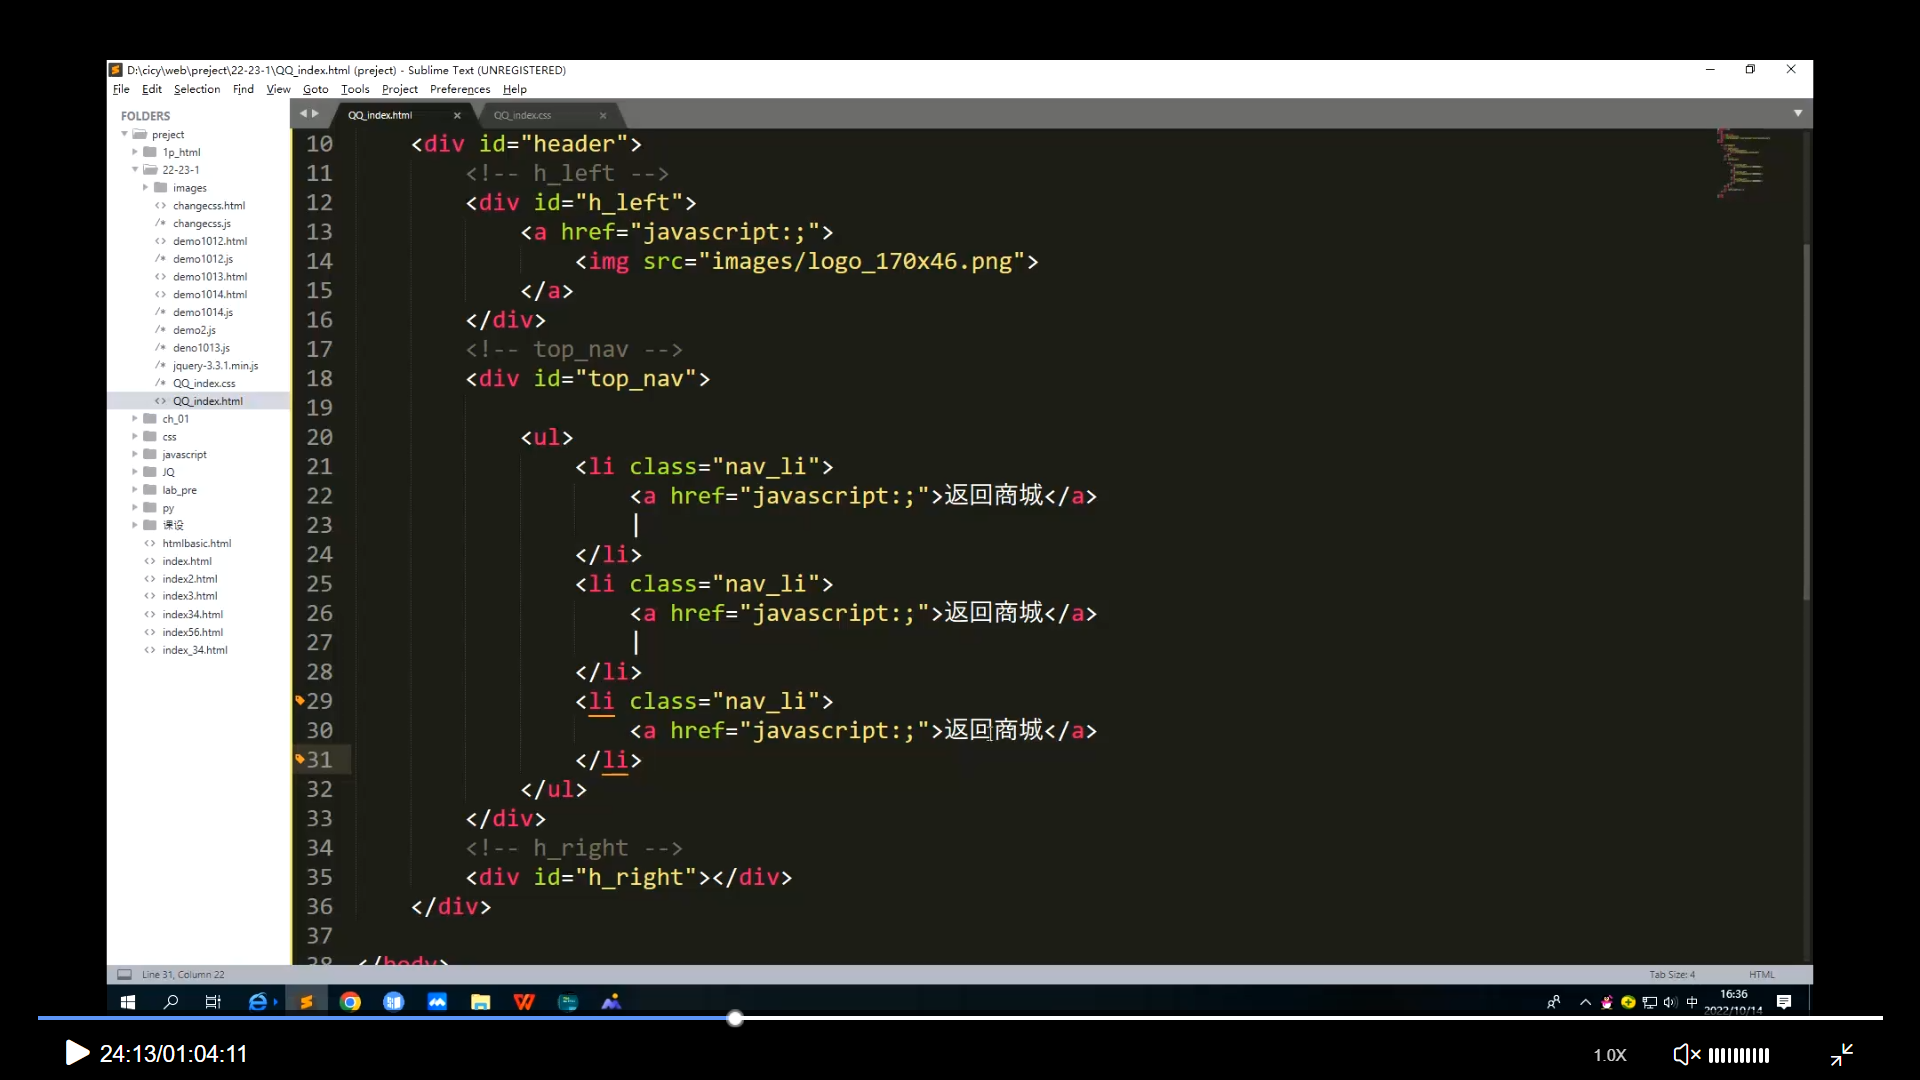 D:\cicy\web\preject\22-23-1\QQ_index.html (preject) - Sublime Text (UNREGISTERED)
File Edit Selection Find View Goto Tools Project Preferences Help
FOLDERS
preject
1p_html
22-23-1
images
changecss.html
changecss.js
demo1012.html
demo1012.js
demo1013.html
demo1014.html
demo1014.js
demo2.js
deno1013.js
jquery-3.3.1.min.js
QQ_index.css
QQ_index.html
ch_01
css
javascript
JQ
lab_pre
py
课设
htmlbasic.html
index.html
index2.html
index3.html
index34.html
index56.html
index_34.html
QQ_index.html QQ_index.css
10 <div id="header">
11 <!-- h_left -->
12 <div id="h_left">
13 <a href="javascript:;">
14 <img src="images/logo_170x46.png">
15 </a>
16 </div>
17 <!-- top_nav -->
18 <div id="top_nav">
19
20 <ul>
21 <li class="nav_li">
22 <a href="javascript:;">返回商城</a>
23 |
24 </li>
25 <li class="nav_li">
26 <a href="javascript:;">返回商城</a>
27 |
28 </li>
29 <li class="nav_li">
30 <a href="javascript:;">返回商城</a>
31 </li>
32 </ul>
33 </div>
34 <!-- h_right -->
35 <div id="h_right"></div>
36 </div>
37
38 </body>
Line 31, Column 22 Tab Size: 4 HTML
中 16:36
2022/10/14
24:13/01:04:11 1.0X